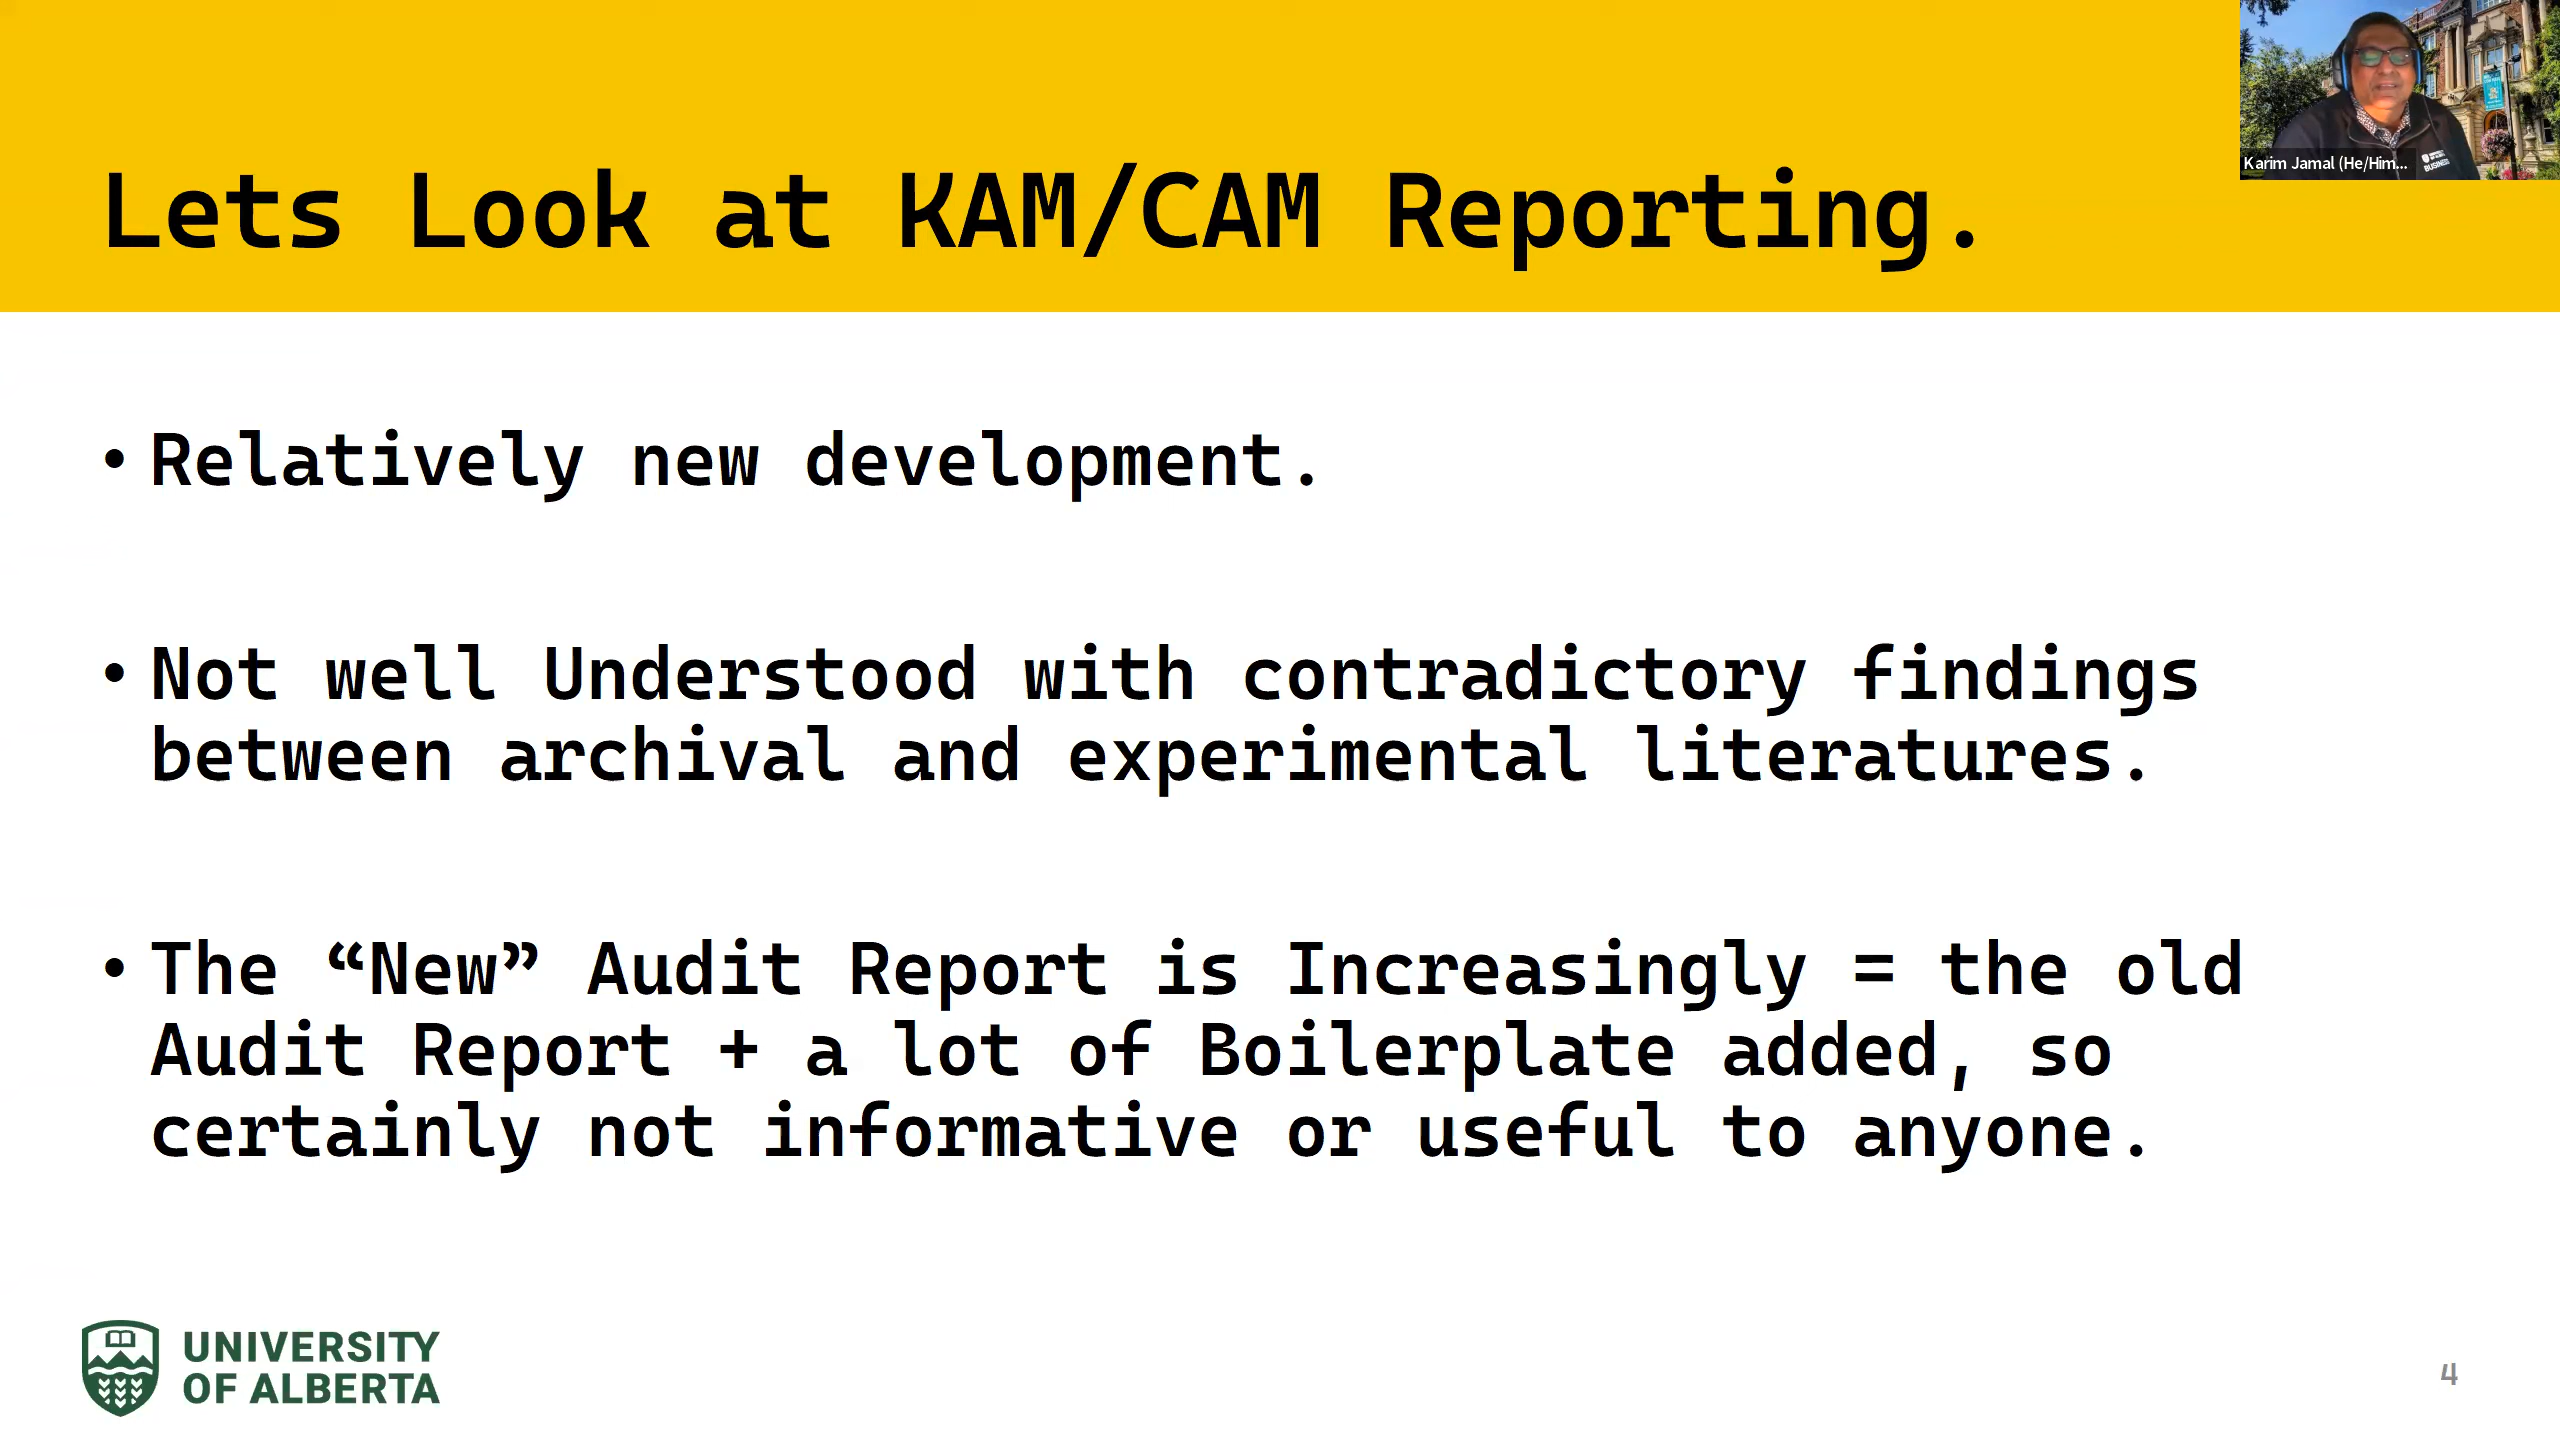 Lets Look at KAM/CAM Reporting.
Karim Jamal (He/Him...
BUSINESS
• Relatively new development.
• Not well Understood with contradictory findings
between archival and experimental literatures.
• The “New” Audit Report is Increasingly = the old
Audit Report + a lot of Boilerplate added, so
certainly not informative or useful to anyone.
UNIVERSITY
OF ALBERTA
4